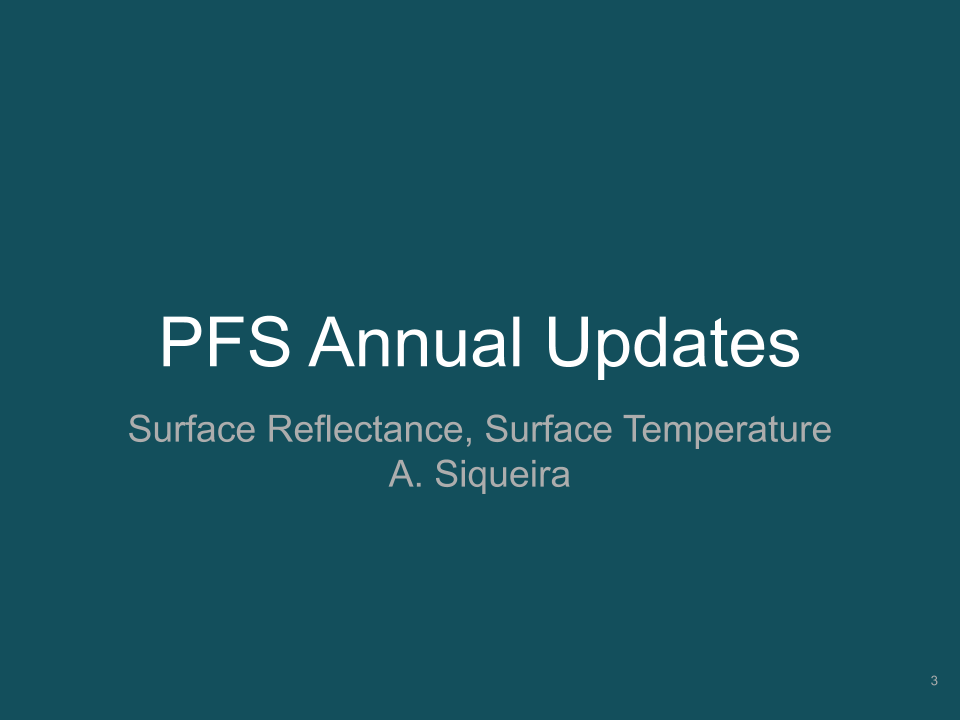 PFS Annual Updates
Surface Reflectance, Surface Temperature
A. Siqueira
3